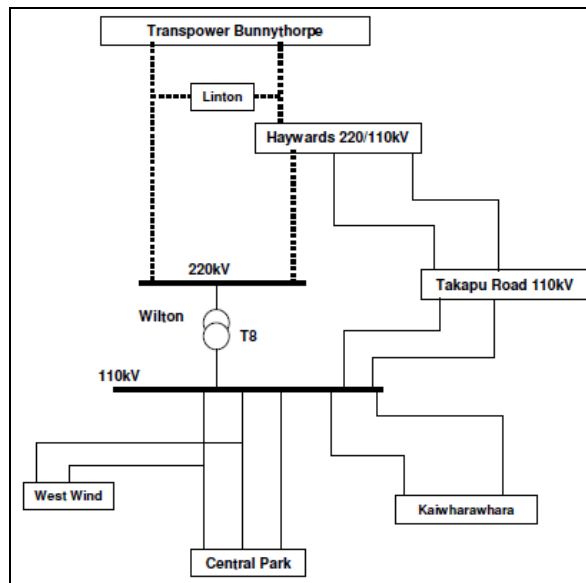 Transpower Bunnythorpe
Linton
Haywards 220/110kV
220kV
Takapu Road 110kV
Wilton
T8
110kV
West Wind
Kaiwharawhara
Central Park